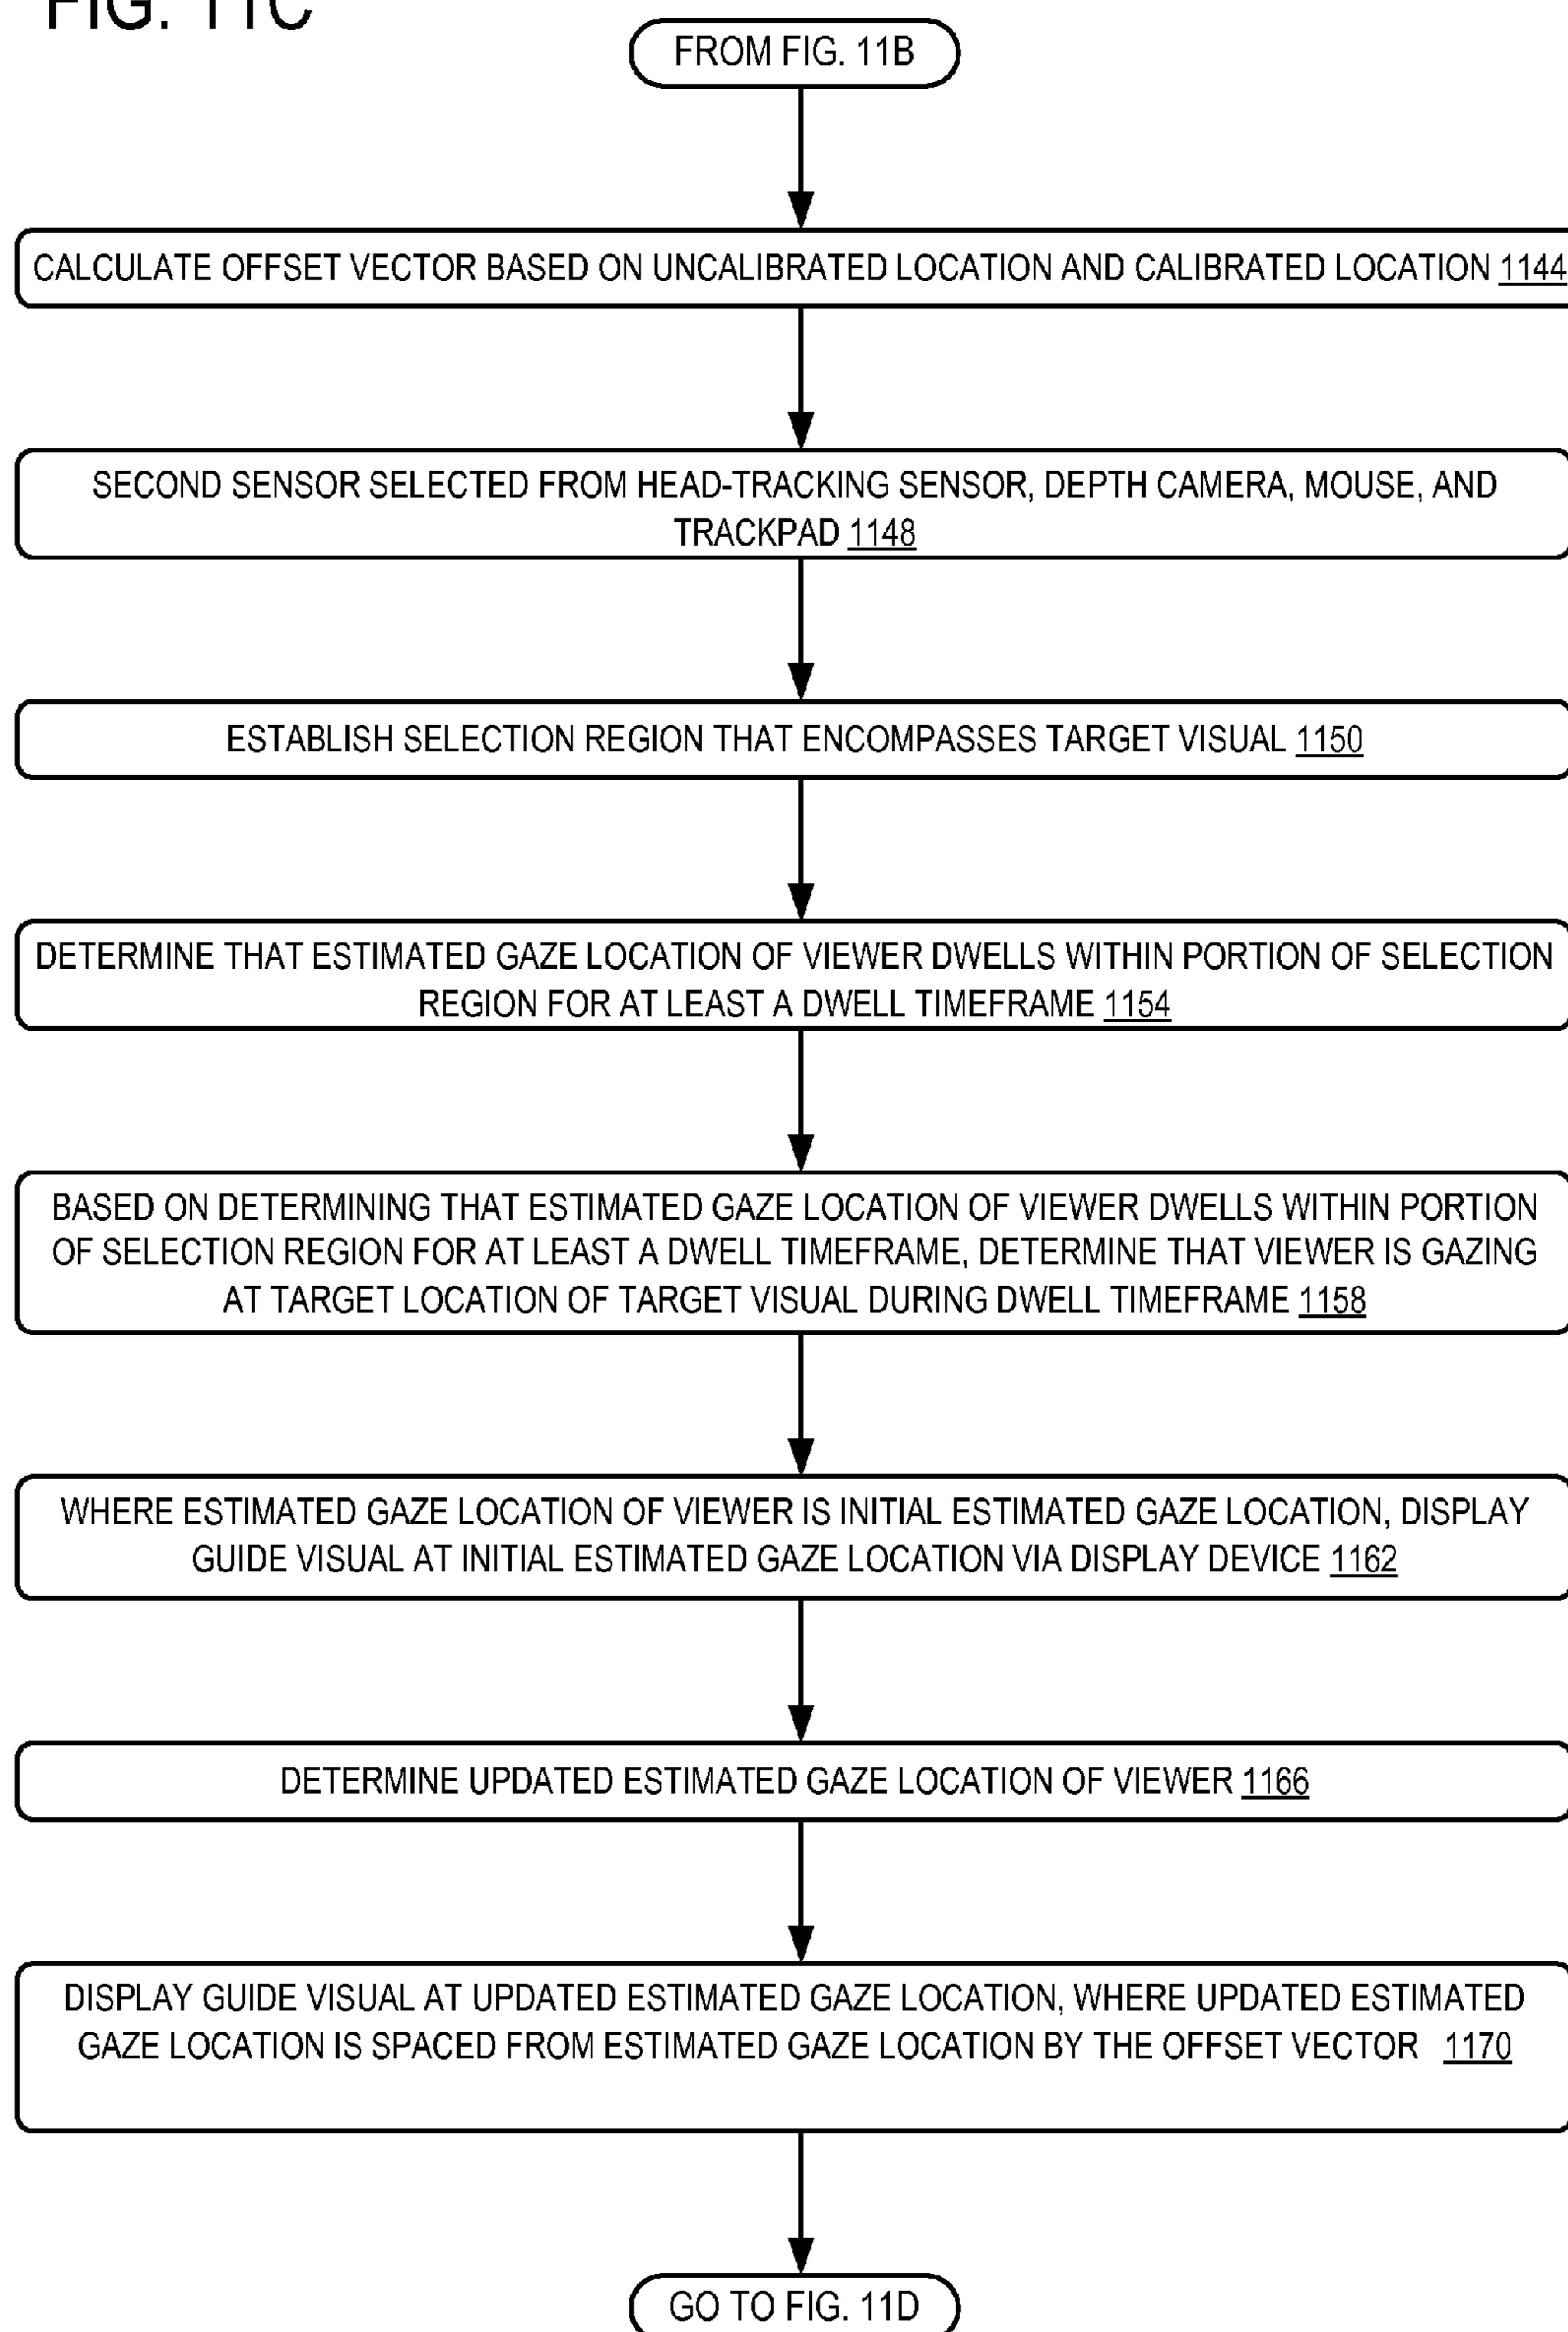 FIG. 11C
FROM FIG. 11B
CALCULATE OFFSET VECTOR BASED ON UNCALIBRATED LOCATION AND CALIBRATED LOCATION 1144
SECOND SENSOR SELECTED FROM HEAD-TRACKING SENSOR, DEPTH CAMERA, MOUSE, AND
TRACKPAD 1148
ESTABLISH SELECTION REGION THAT ENCOMPASSES TARGET VISUAL 1150
DETERMINE THAT ESTIMATED GAZE LOCATION OF VIEWER DWELLS WITHIN PORTION OF SELECTION
REGION FOR AT LEAST A DWELL TIMEFRAME 1154
BASED ON DETERMINING THAT ESTIMATED GAZE LOCATION OF VIEWER DWELLS WITHIN PORTION
OF SELECTION REGION FOR AT LEAST A DWELL TIMEFRAME, DETERMINE THAT VIEWER IS GAZING
AT TARGET LOCATION OF TARGET VISUAL DURING DWELL TIMEFRAME 1158
WHERE ESTIMATED GAZE LOCATION OF VIEWER IS INITIAL ESTIMATED GAZE LOCATION, DISPLAY
GUIDE VISUAL AT INITIAL ESTIMATED GAZE LOCATION VIA DISPLAY DEVICE 1162
DETERMINE UPDATED ESTIMATED GAZE LOCATION OF VIEWER 1166
DISPLAY GUIDE VISUAL AT UPDATED ESTIMATED GAZE LOCATION, WHERE UPDATED ESTIMATED
GAZE LOCATION IS SPACED FROM ESTIMATED GAZE LOCATION BY THE OFFSET VECTOR 1170
GO TO FIG. 11D